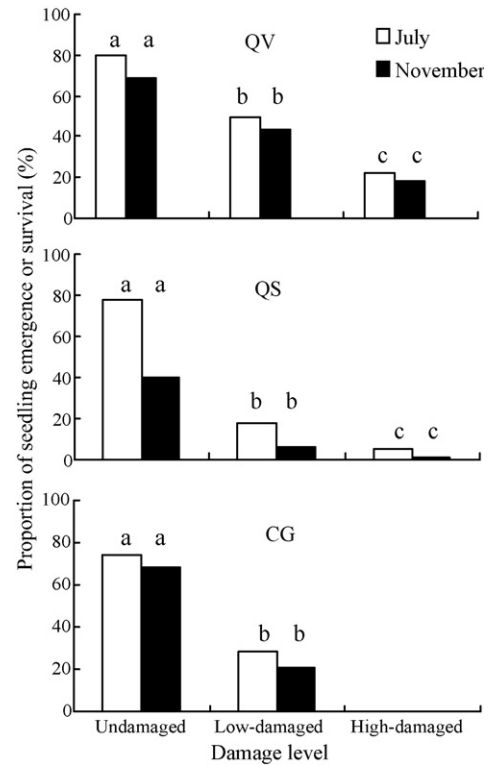 Proportion of seedling emergence or survival (%)
100
80
60
40
20
0
a a
QV
b b
c c
July
November
100
80
60
40
20
0
a a
QS
b b
c c
100
80
60
40
20
0
a a
CG
b b
Undamaged Low-damaged High-damaged
Damage level